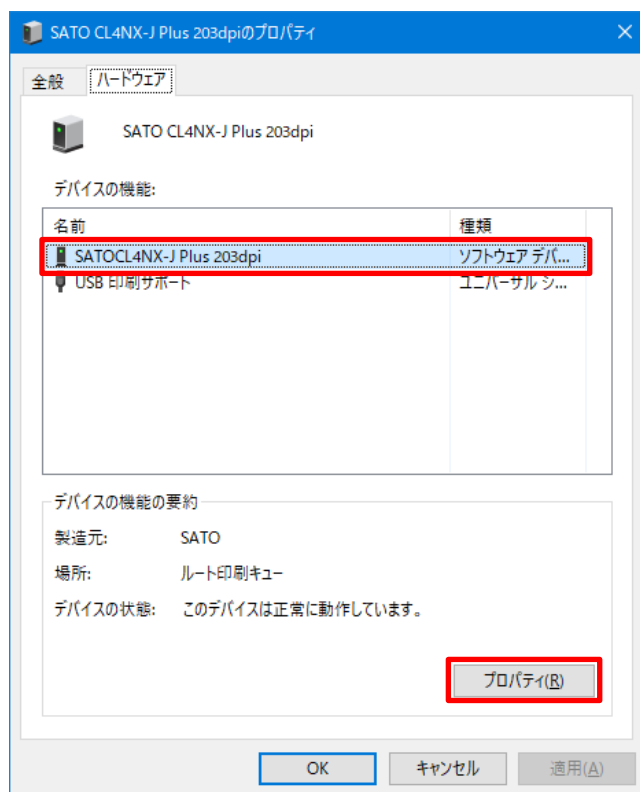 SATO CL4NX-J Plus 203dpiのプロパティ
全般 ハードウェア
SATO CL4NX-J Plus 203dpi
デバイスの機能:
名前 種類
SATOCL4NX-J Plus 203dpi ソフトウェア デバ...
USB 印刷サポート ユニバーサル シ...
デバイスの機能の要約
製造元: SATO
場所: ルート印刷キュー
デバイスの状態: このデバイスは正常に動作しています。
プロパティ(R)
OK キャンセル 適用(A)